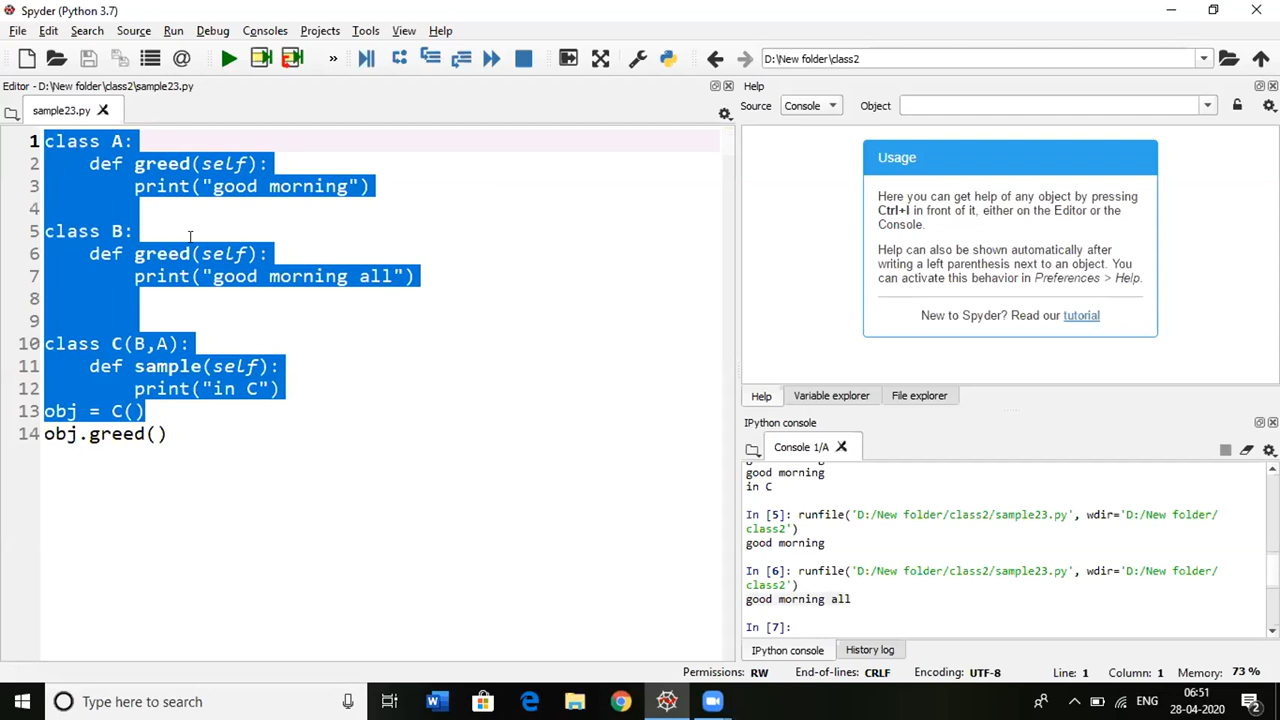 Spyder (Python 3.7)
File Edit Search Source Run Debug Consoles Projects Tools View Help
D:\New folder\class2
Editor - D:\New folder\class2\sample23.py
sample23.py
1 class A:
2 def greed(self):
3 print("good morning")
4
5 class B:
6 def greed(self):
7 print("good morning all")
8
9
10 class C(B,A):
11 def sample(self):
12 print("in C")
13 obj = C()
14 obj.greed()
Help
Source Console Object
Usage
Here you can get help of any object by pressing
Ctrl+I in front of it, either on the Editor or the
Console.
Help can also be shown automatically after
writing a left parenthesis next to an object. You
can activate this behavior in Preferences > Help.
New to Spyder? Read our tutorial
Help Variable explorer File explorer
IPython console
Console 1/A
good morning
in C
In [5]: runfile('D:/New folder/class2/sample23.py', wdir='D:/New folder/
class2')
good morning
In [6]: runfile('D:/New folder/class2/sample23.py', wdir='D:/New folder/
class2')
good morning all
In [7]:
IPython console History log
Permissions: RW End-of-lines: CRLF Encoding: UTF-8 Line: 1 Column: 1 Memory: 73 %
Type here to search
ENG
06:51
28-04-2020
2